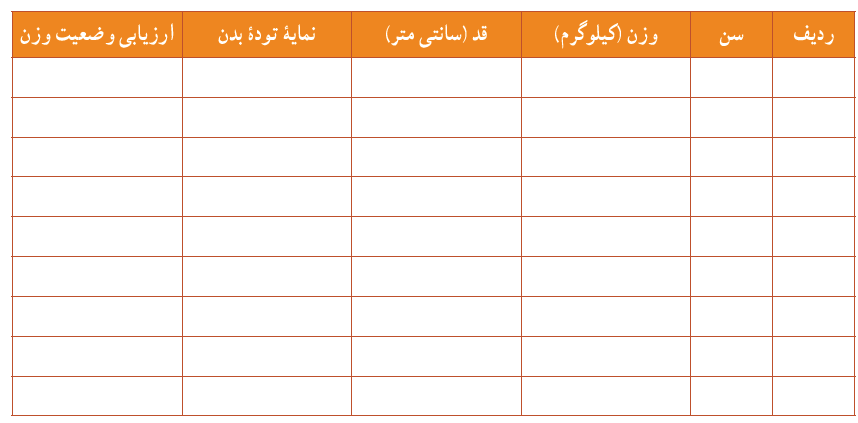 ردیف سن وزن (کیلوگرم) قد (سانتی متر) نمایهٔ تودهٔ بدن ارزیابی وضعیت وزن